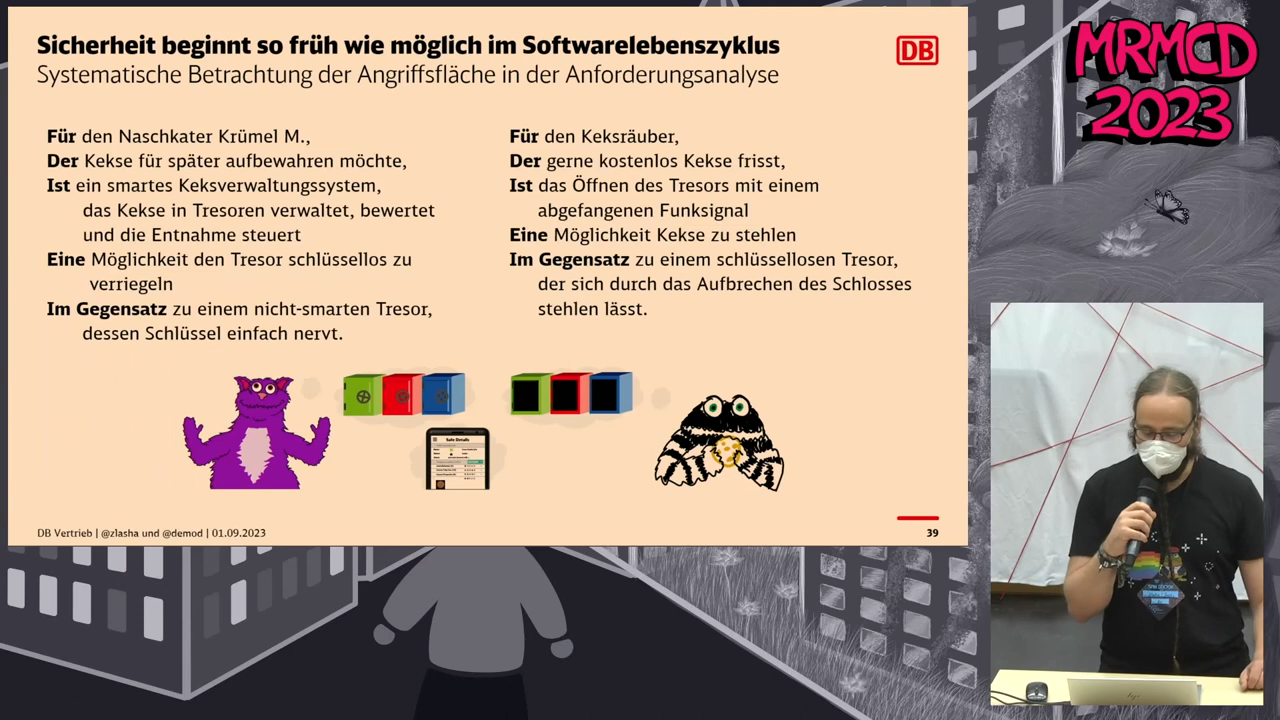 Sicherheit beginnt so früh wie möglich im Softwarelebenszyklus
Systematische Betrachtung der Angriffsfläche in der Anforderungsanalyse
DB
MRMCD
2023
Für den Naschkater Krümel M.,
Der Kekse für später aufbewahren möchte,
Ist ein smartes Keksverwaltungssystem,
das Kekse in Tresoren verwaltet, bewertet
und die Entnahme steuert
Eine Möglichkeit den Tresor schlüssellos zu
verriegeln
Im Gegensatz zu einem nicht-smarten Tresor,
dessen Schlüssel einfach nervt.
Für den Keksräuber,
Der gerne kostenlos Kekse frisst,
Ist das Öffnen des Tresors mit einem
abgefangenen Funksignal
Eine Möglichkeit Kekse zu stehlen
Im Gegensatz zu einem schlüssellosen Tresor,
der sich durch das Aufbrechen des Schlosses
stehlen lässt.
Safe Details
DB Vertrieb | @zlasha und @demod | 01.09.2023
39
hp